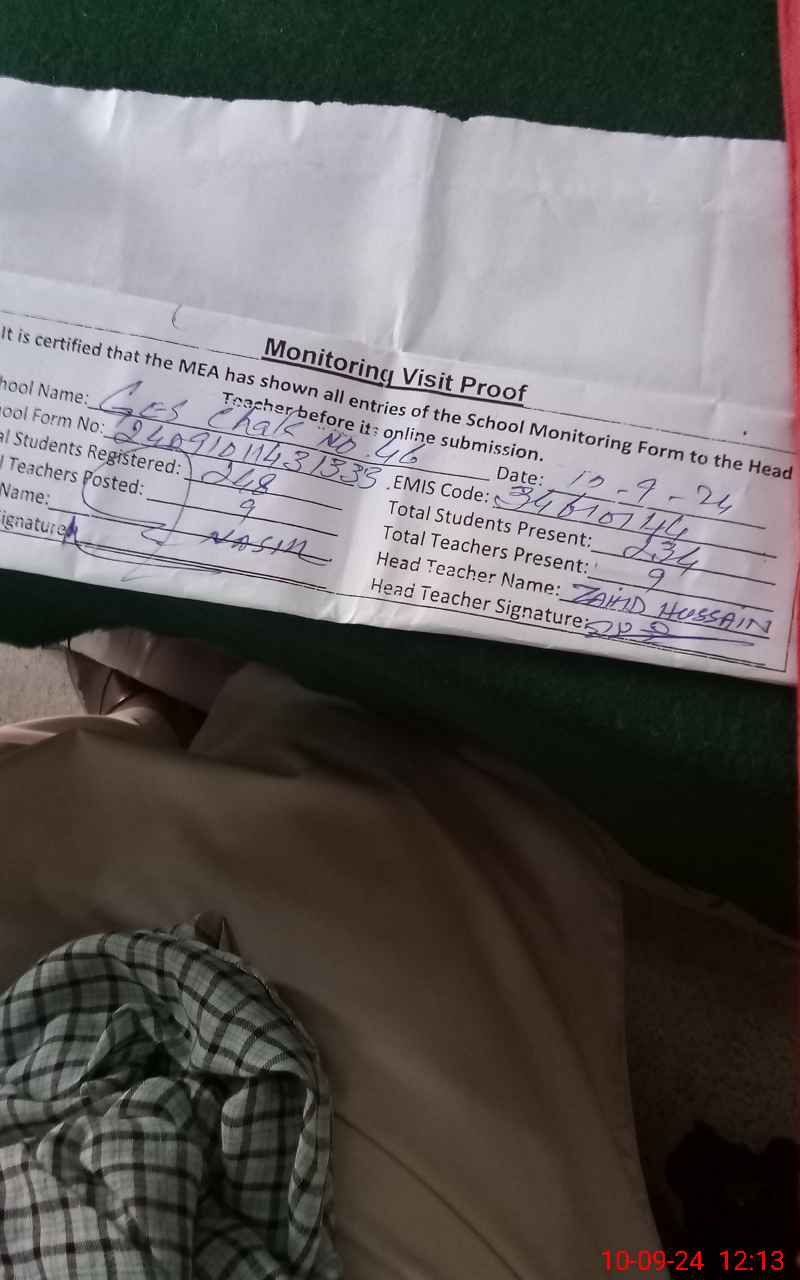 Monitoring Visit Proof
It is certified that the MEA has shown all entries of the School Monitoring Form to the Head
Teacher before its online submission.
hool Name: GES Chak NO. 46
Date: 10-9-24
ool Form No: 24091011431333
EMIS Code: 34610144
al Students Registered: 248
Total Students Present: 234
l Teachers Posted: 9
Total Teachers Present: 9
Name: NASIR
Head Teacher Name: ZAHID HUSSAIN
ignature
Head Teacher Signature:
10-09-24 12:13